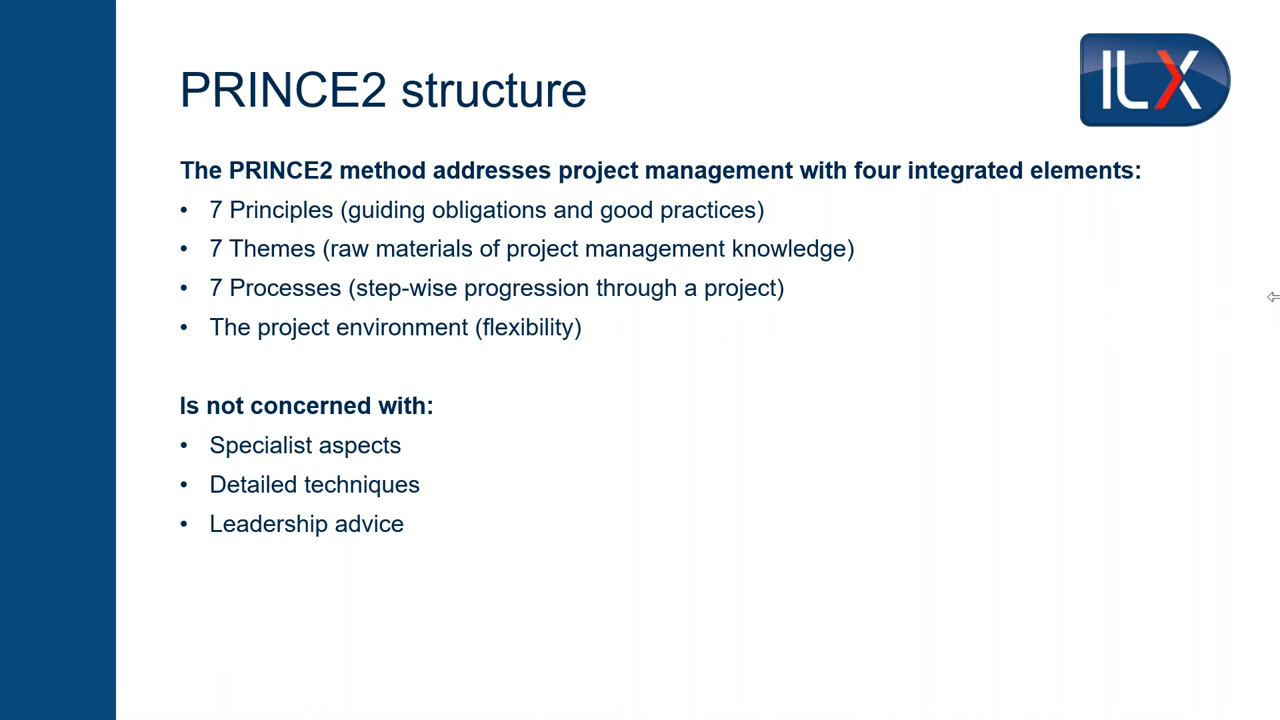 PRINCE2 structure
ILX
The PRINCE2 method addresses project management with four integrated elements:
• 7 Principles (guiding obligations and good practices)
• 7 Themes (raw materials of project management knowledge)
• 7 Processes (step-wise progression through a project)
• The project environment (flexibility)
Is not concerned with:
• Specialist aspects
• Detailed techniques
• Leadership advice